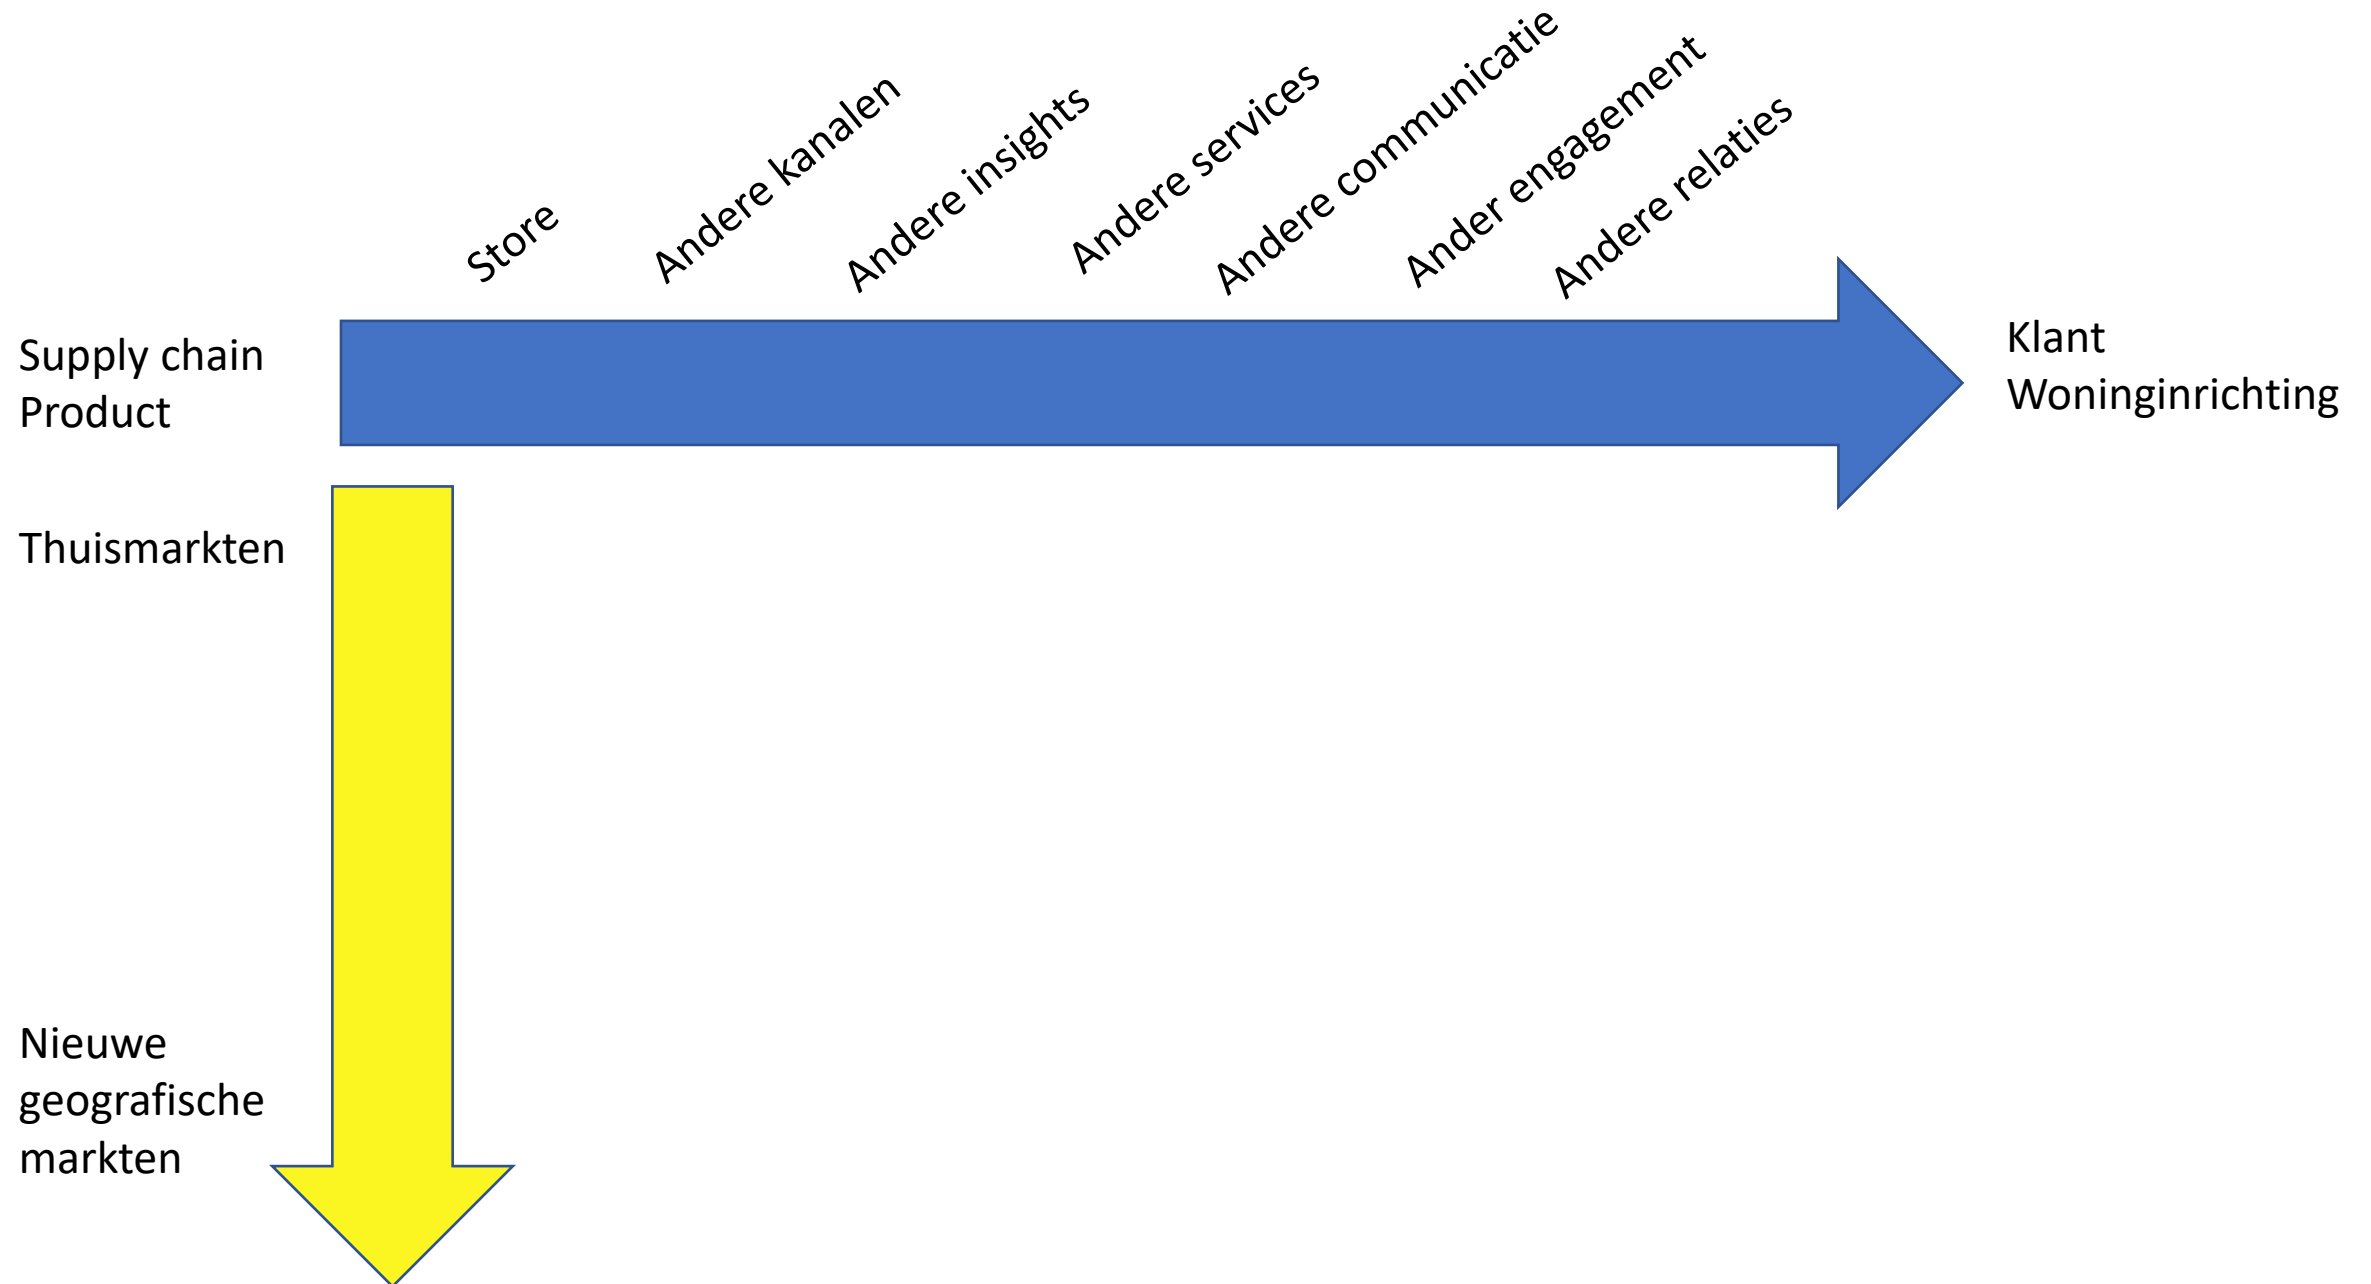 Store
Andere kanalen
Andere insights
Andere services
Andere communicatie
Ander engagement
Andere relaties
Supply chain
Product
Klant
Woninginrichting
Thuismarkten
Nieuwe
geografische
markten